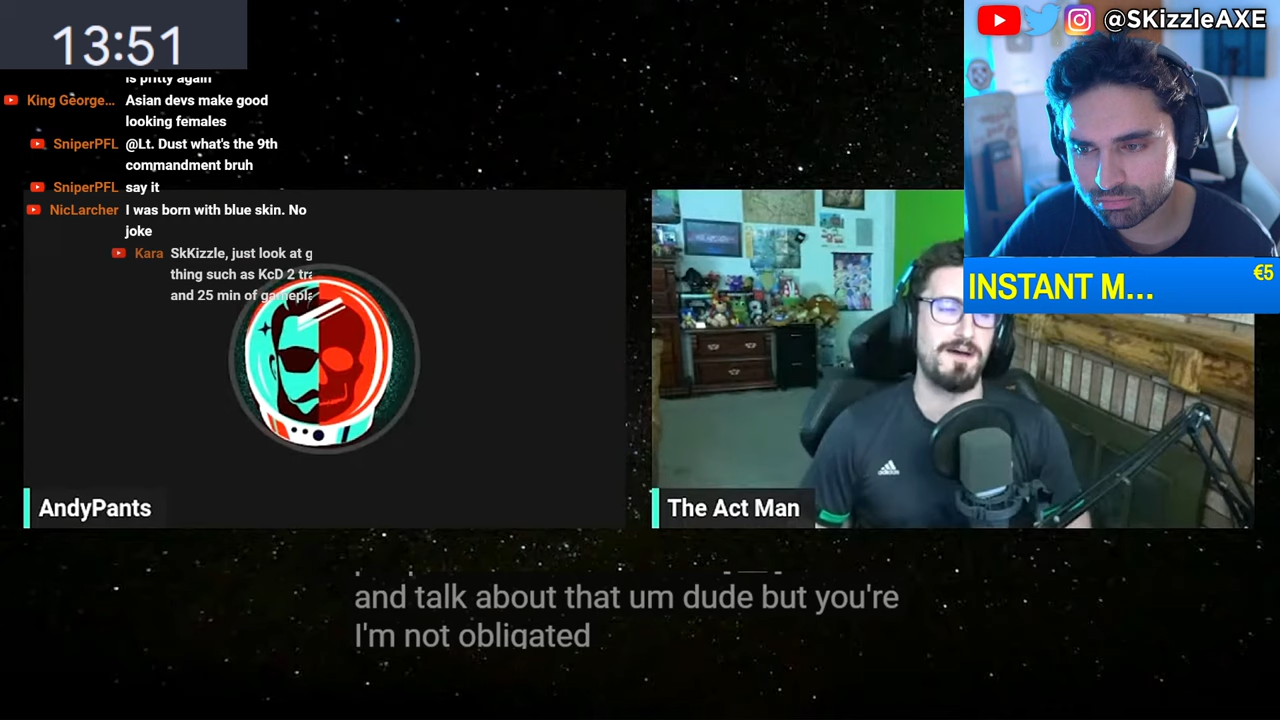 13:51
@SKizzleAXE
is pritty again
King George... Asian devs make good
looking females
SniperPFL @Lt. Dust what's the 9th
commandment bruh
SniperPFL say it
NicLarcher I was born with blue skin. No
joke
Kara SkKizzle, just look at g
thing such as KcD 2 tra
and 25 min of gamepla
INSTANT M... €5
AndyPants
The Act Man
and talk about that um dude but you're
I'm not obligated